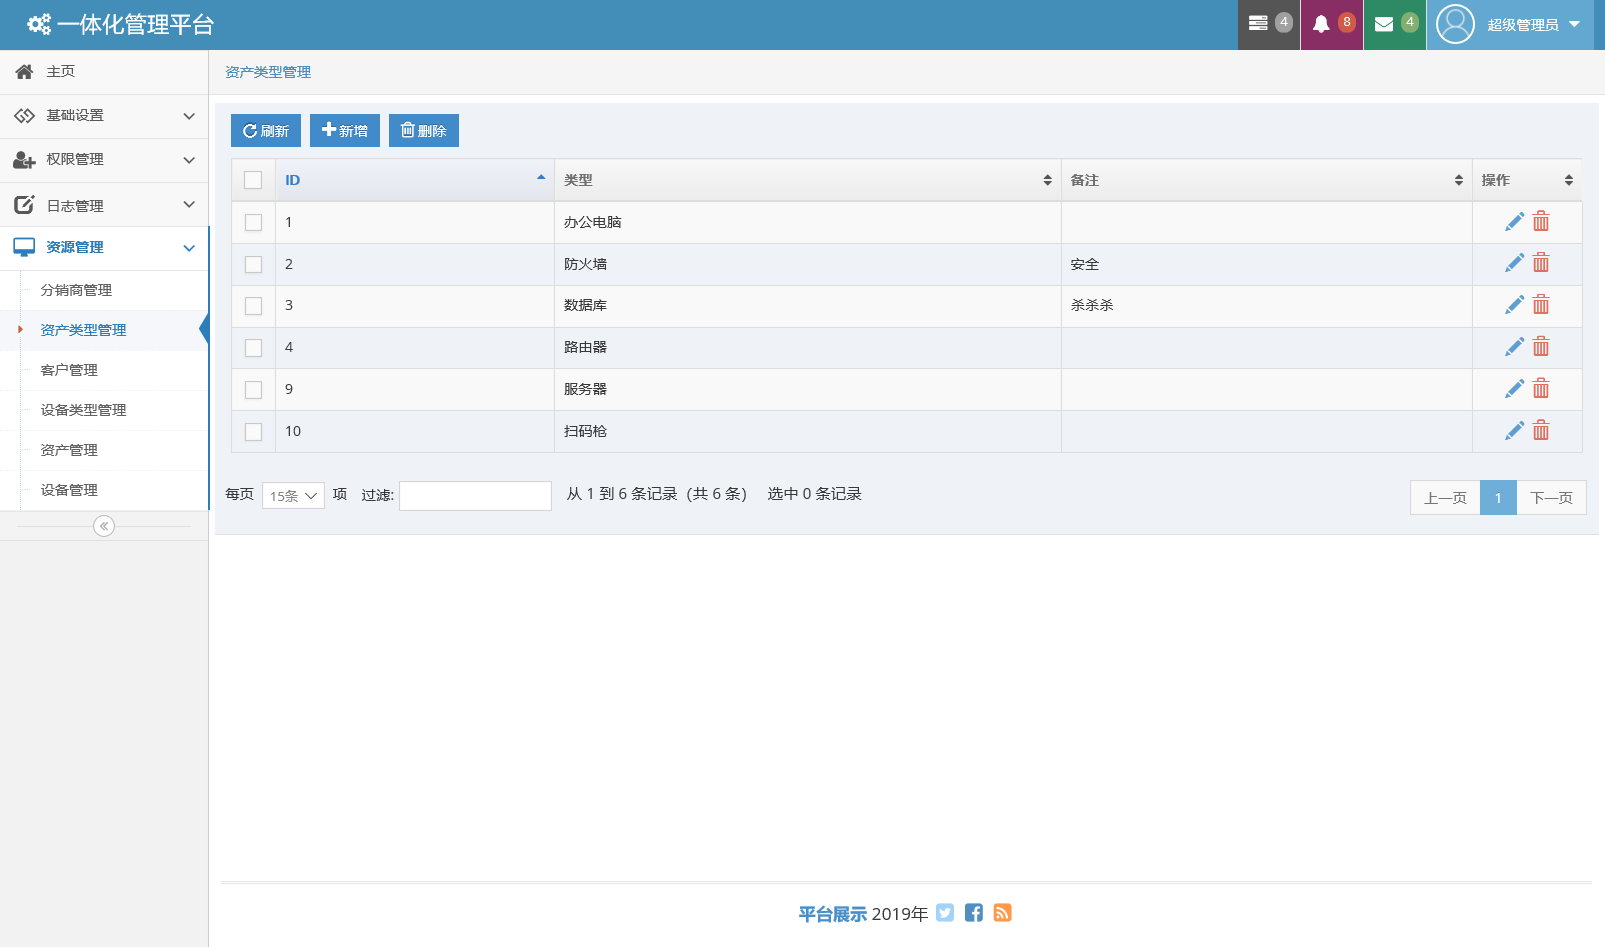 一体化管理平台
4
8
4
超级管理员
主页
基础设置
权限管理
日志管理
资源管理
分销商管理
资产类型管理
客户管理
设备类型管理
资产管理
设备管理
资产类型管理
刷新 新增 删除
ID 类型 备注 操作
1 办公电脑
2 防火墙 安全
3 数据库 杀杀杀
4 路由器
9 服务器
10 扫码枪
每页 15条 项 过滤: 从 1 到 6 条记录（共 6 条） 选中 0 条记录
上一页 1 下一页
平台展示 2019年